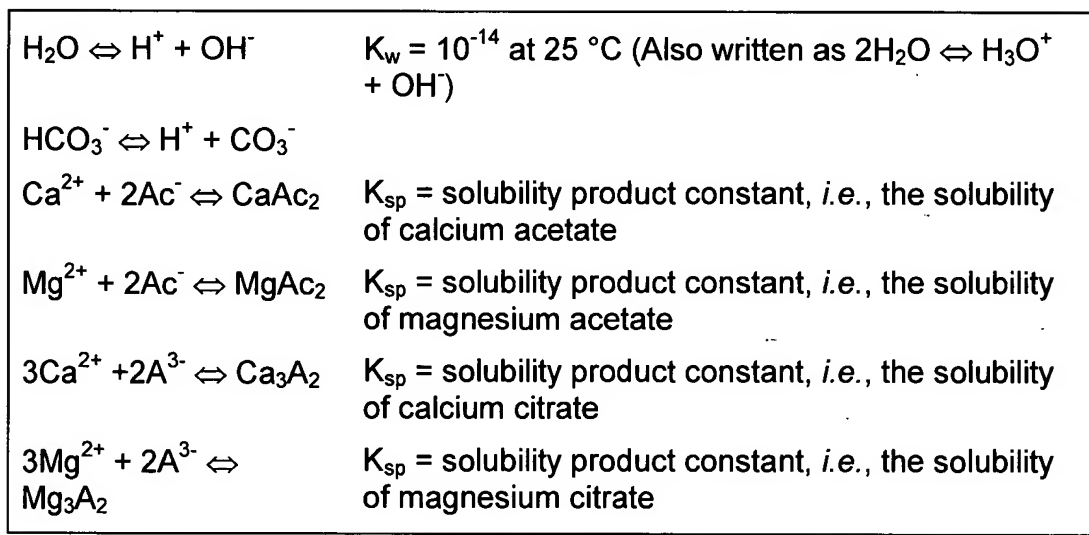 H₂O ⇔ H⁺ + OH⁻ K_w = 10⁻¹⁴ at 25 °C (Also written as 2H₂O ⇔ H₃O⁺
+ OH⁻)
HCO₃⁻ ⇔ H⁺ + CO₃⁻
Ca²⁺ + 2Ac⁻ ⇔ CaAc₂ K_sp = solubility product constant, i.e., the solubility
of calcium acetate
Mg²⁺ + 2Ac⁻ ⇔ MgAc₂ K_sp = solubility product constant, i.e., the solubility
of magnesium acetate
3Ca²⁺ +2A³⁻ ⇔ Ca₃A₂ K_sp = solubility product constant, i.e., the solubility
of calcium citrate
3Mg²⁺ + 2A³⁻ ⇔ K_sp = solubility product constant, i.e., the solubility
Mg₃A₂ of magnesium citrate